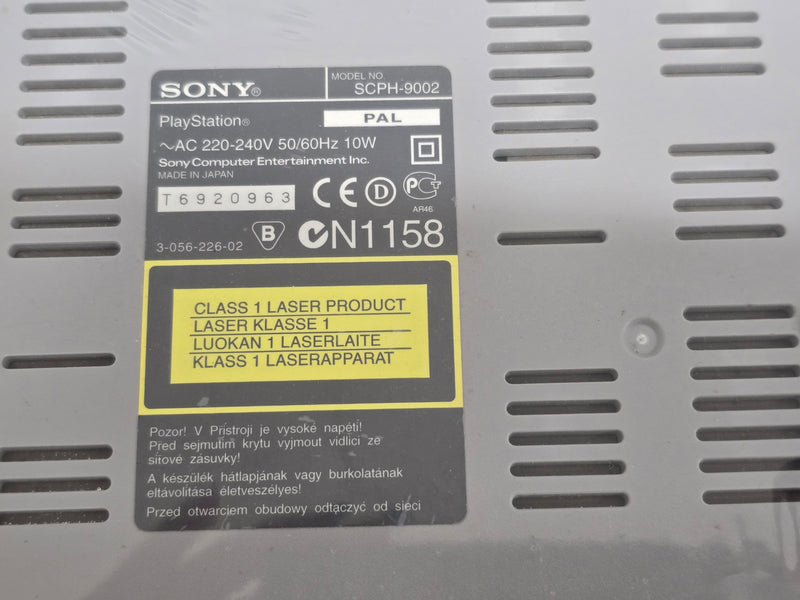 SONY®
MODEL NO
SCPH-9002
PlayStation®
PAL
~AC 220-240V 50/60Hz 10W
Sony Computer Entertainment Inc.
MADE IN JAPAN
T6920963
CE D PCT
AR46
3-056-226-02
B
N1158
CLASS 1 LASER PRODUCT
LASER KLASSE 1
LUOKAN 1 LASERLAITE
KLASS 1 LASERAPPARAT
Pozor! V Přístroji je vysoké napětí!
Před sejmutím krytu vyjmout vidlici ze
síťové zásuvky!
A készülék hátlapjának vagy burkolatának
eltávolítása életveszélyes!
Przed otwarciem obudowy odtączyć od sieci